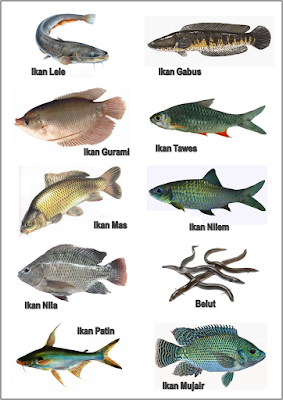 Ikan Lele
Ikan Gabus
Ikan Gurami
Ikan Tawes
Ikan Mas
Ikan Nilem
Ikan Nila
Belut
Ikan Patin
Ikan Mujair